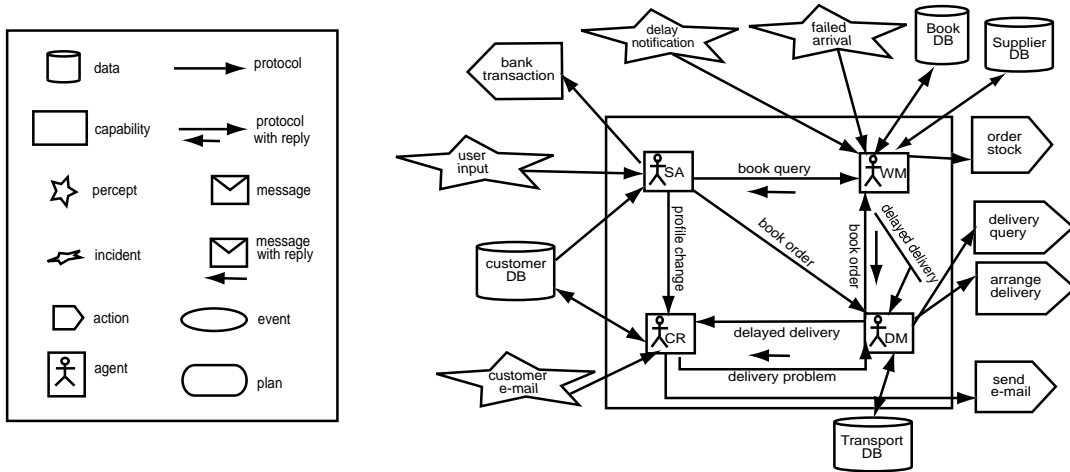 data
protocol
capability
protocol
with reply
percept
message
incident
message
with reply
action
event
agent
plan
bank
transaction
delay
notification
failed
arrival
Book
DB
Supplier
DB
user
input
order
stock
SA
book query
WM
delivery
query
customer
DB
profile change
book order
book order
delayed delivery
arrange
delivery
CR
delayed delivery
DM
customer
e-mail
delivery problem
send
e-mail
Transport
DB